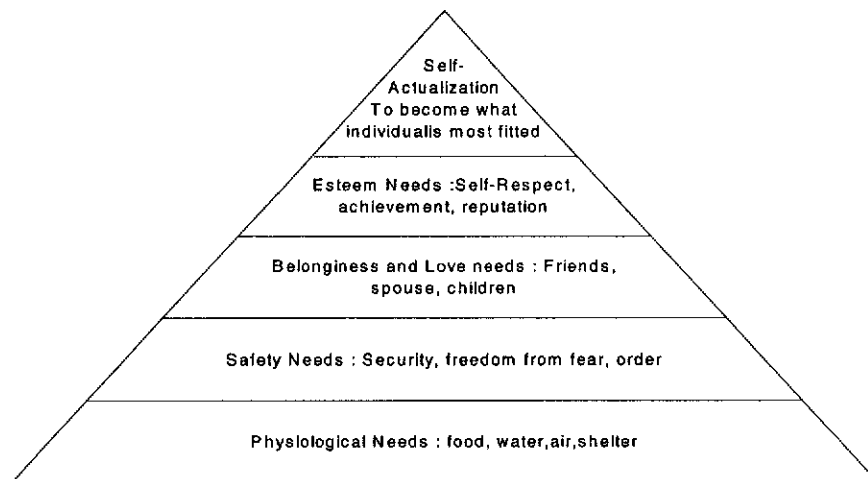 Self-
Actualization
To become what
individualis most fitted
Esteem Needs :Self-Respect,
achievement, reputation
Belonginess and Love needs : Friends,
spouse, children
Safety Needs : Security, freedom from fear, order
Physiological Needs : food, water,air,shelter